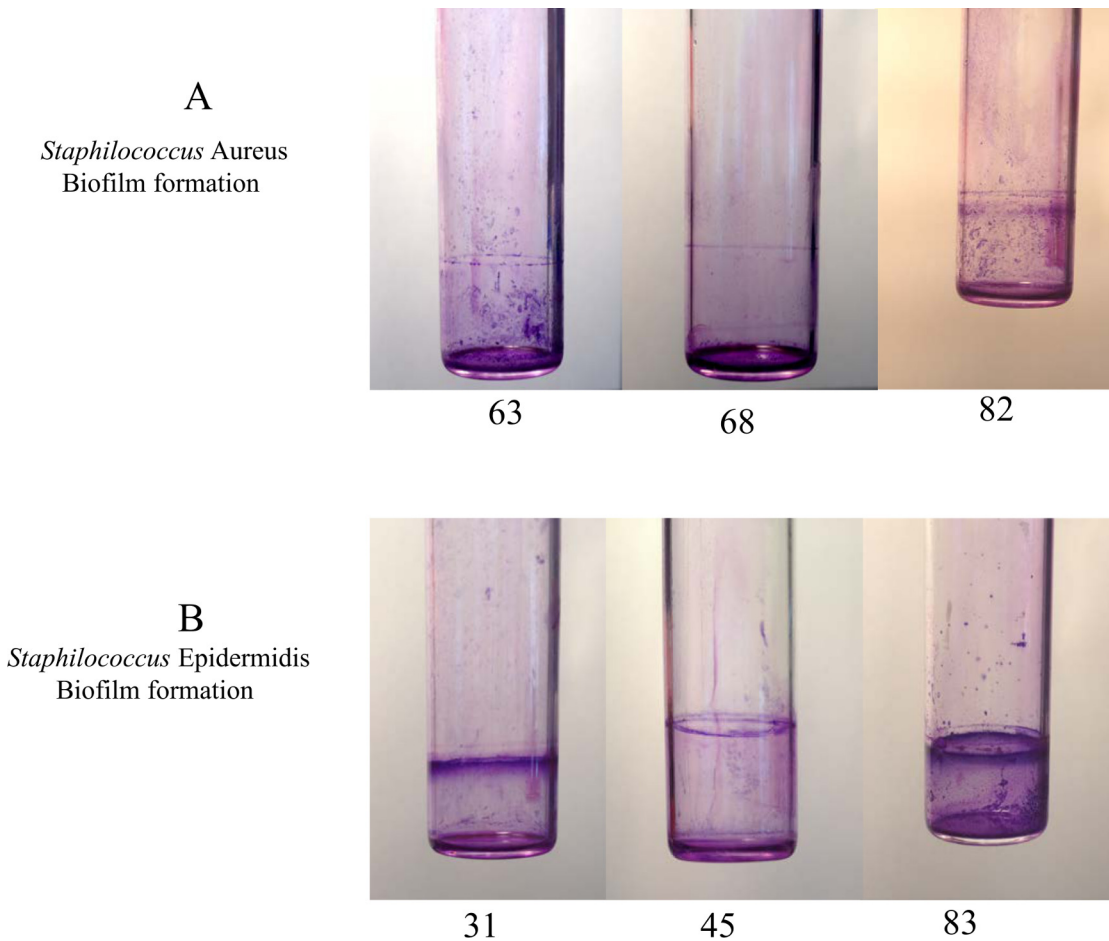 A
Staphilococcus Aureus
Biofilm formation
63
68
82
B
Staphilococcus Epidermidis
Biofilm formation
31
45
83